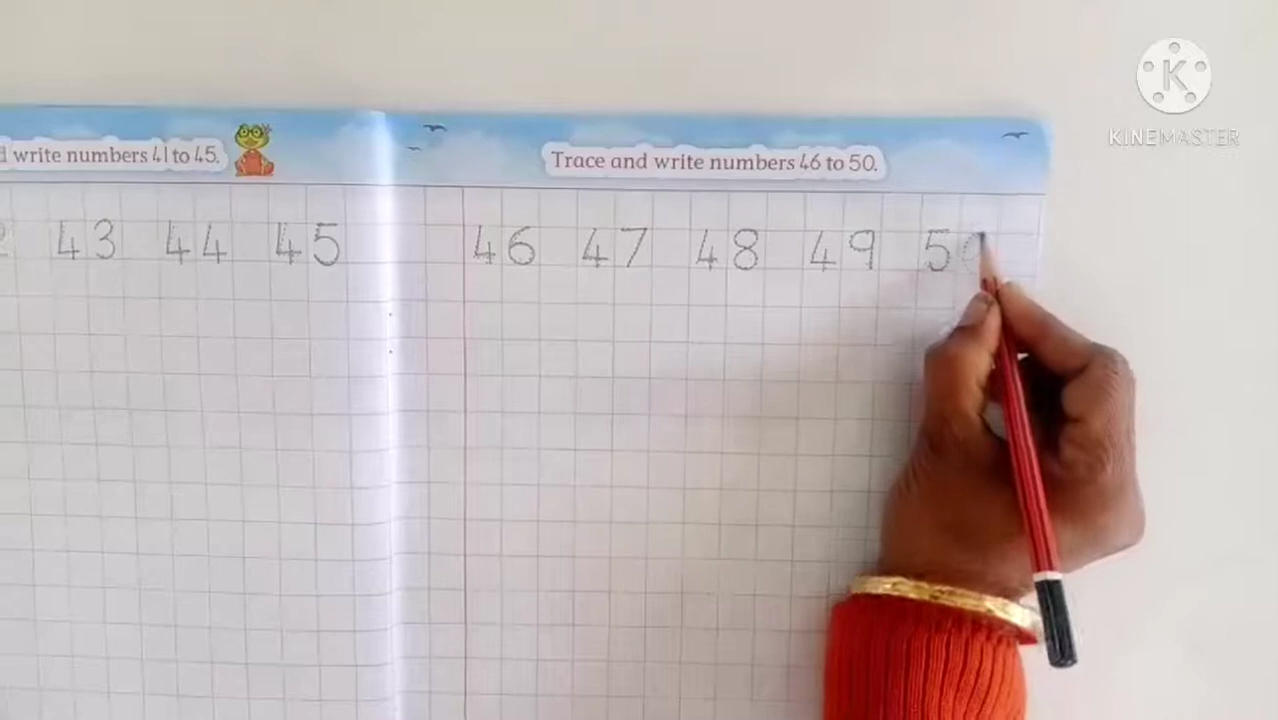 d write numbers 41 to 45.
Trace and write numbers 46 to 50.
43 44 45
46 47 48 49 50
KINEMASTER